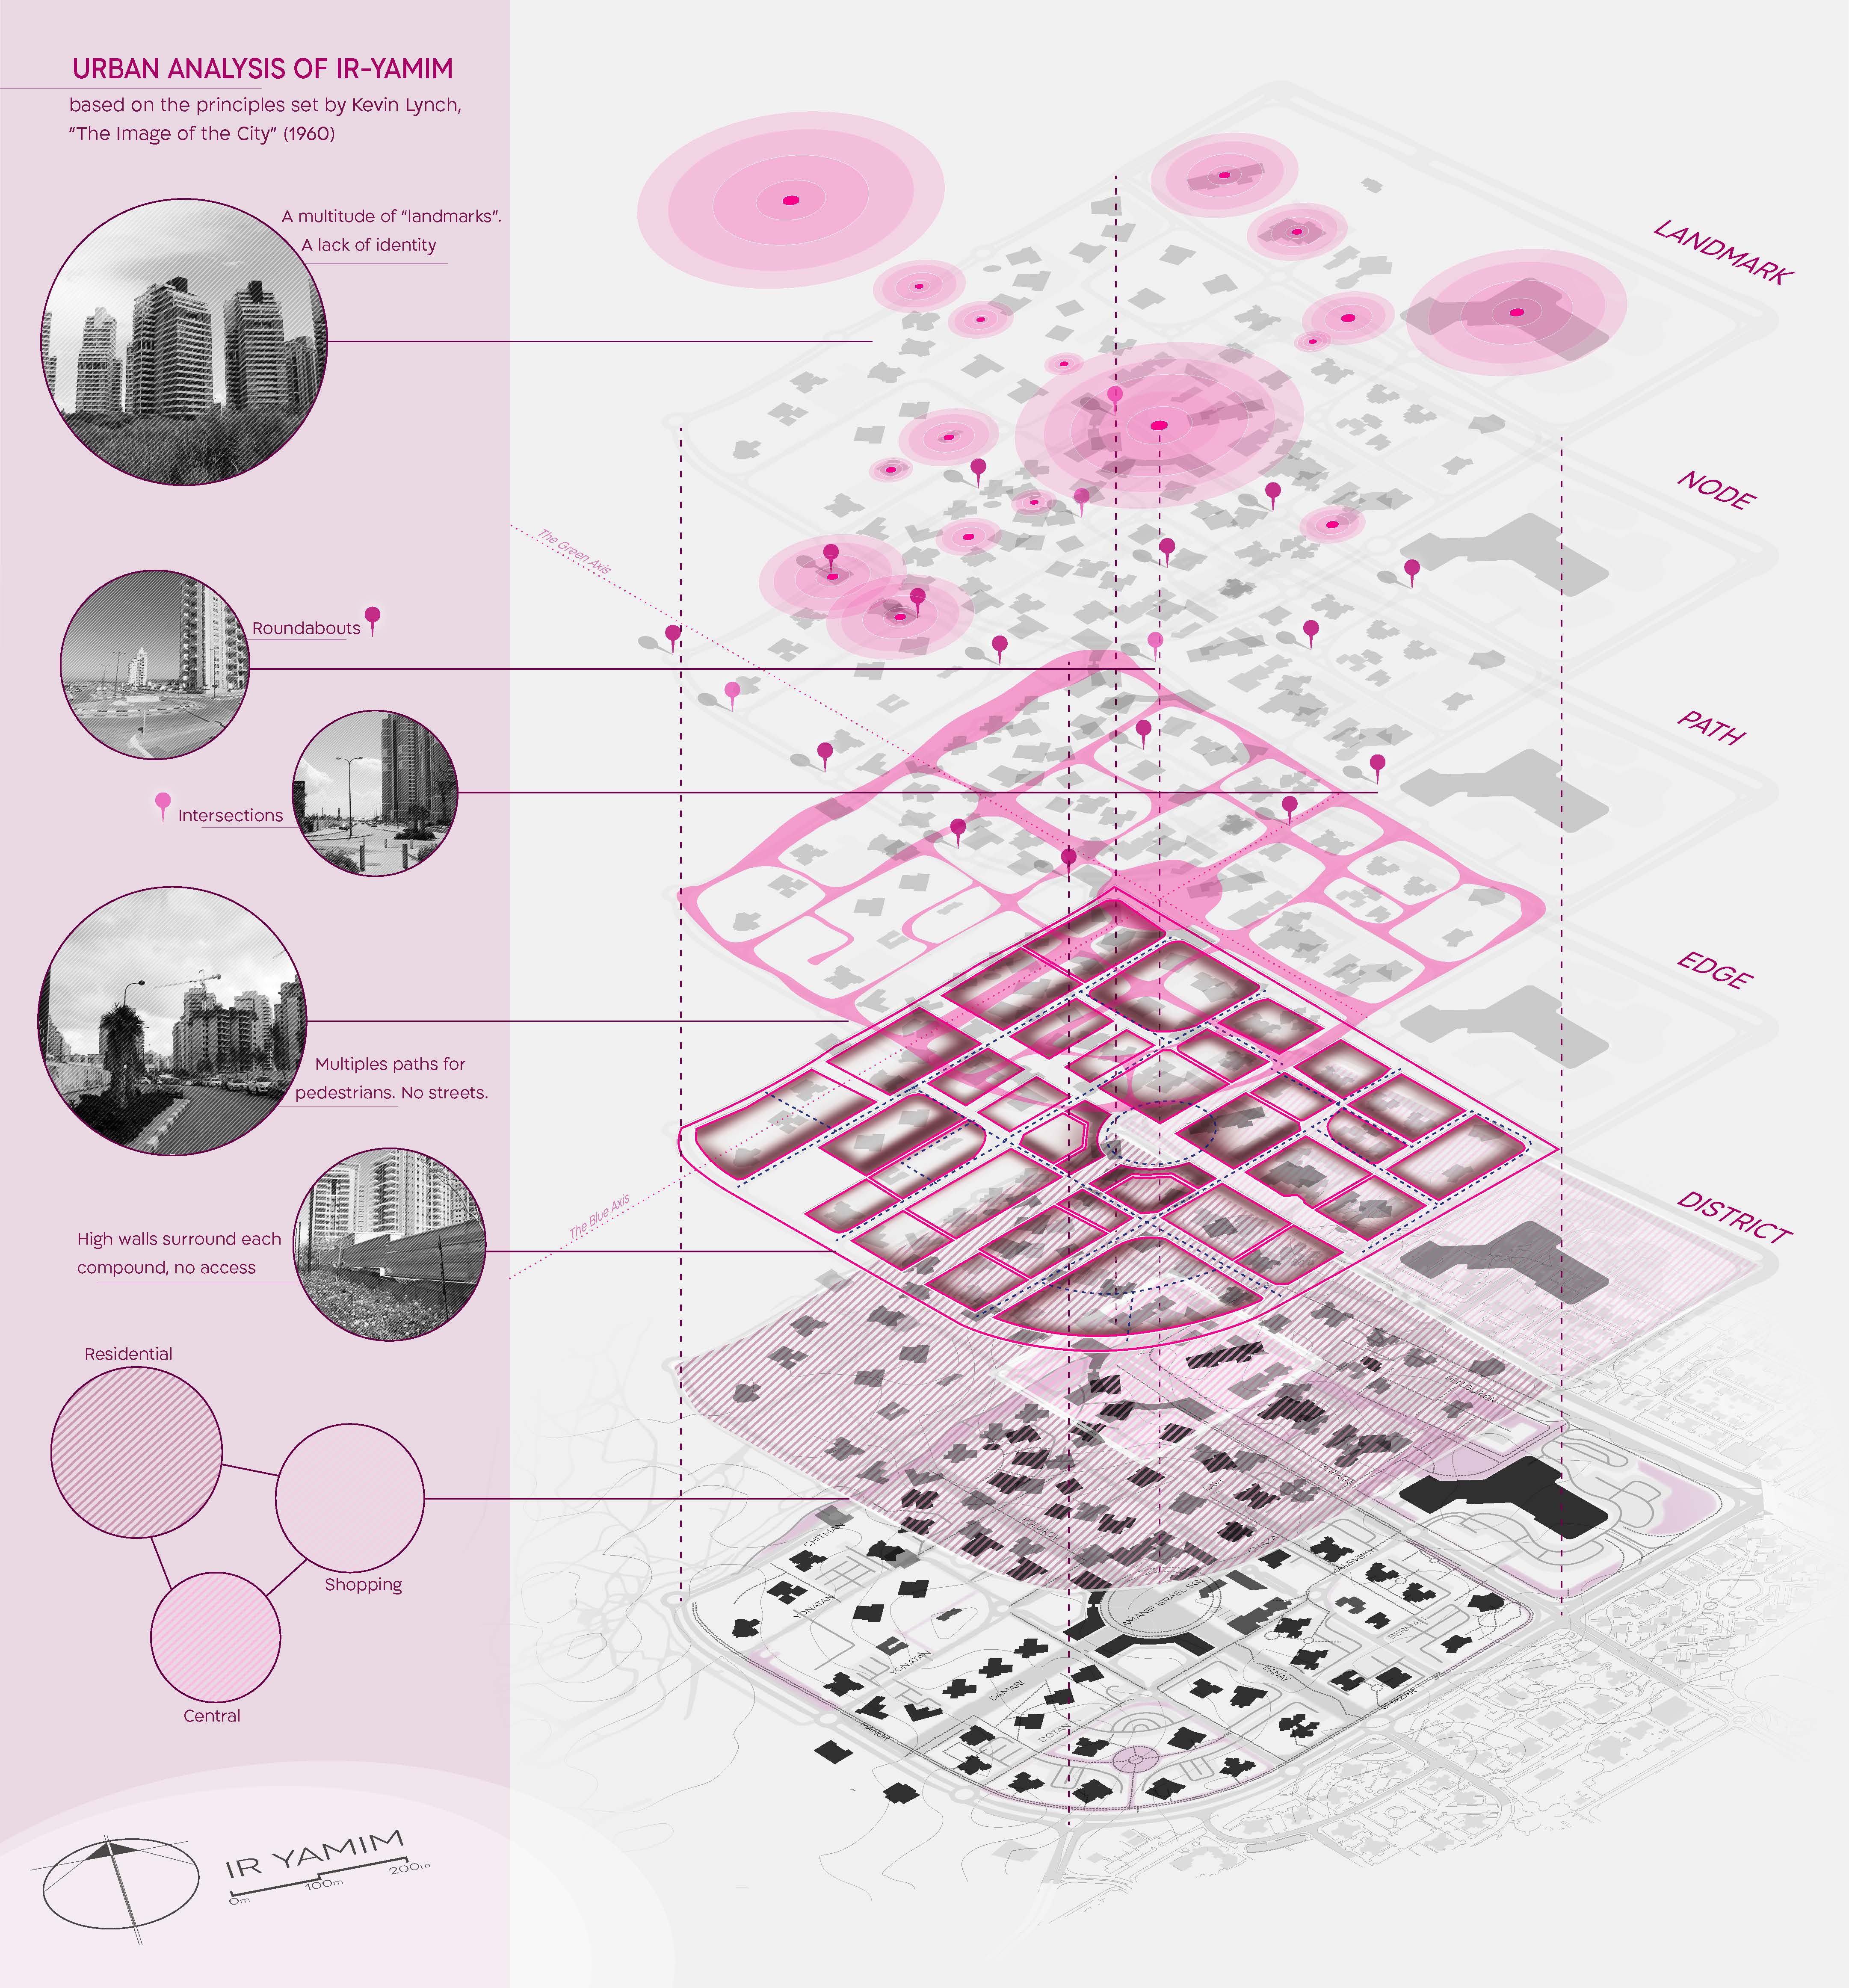 URBAN ANALYSIS OF IR-YAMIM
based on the principles set by Kevin Lynch,
"The Image of the City" (1960)
A multitude of "landmarks".
A lack of identity
Roundabouts
Intersections
Multiples paths for
pedestrians. No streets.
High walls surround each
compound, no access
Residential
Shopping
Central
IR YAMIM
0m
100m
200m
The Green Axis
The Blue Axis
LANDMARK
NODE
PATH
EDGE
DISTRICT
BEN GURION
CHITMAN
YONATAN
YONATAN
DAMARI
DOTAN
AMANEI ISRAEL SQ.
BANAY
BERMAN